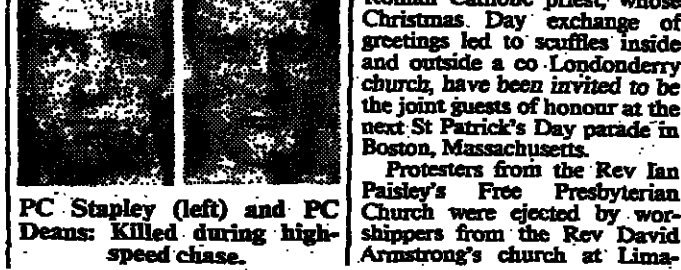 PC Stapley (left) and PC
Deans: Killed during high-
speed chase.
Roman Catholic priest, whose
Christmas Day exchange of
greetings led to scuffles inside
and outside a co Londonderry
church, have been invited to be
the joint guests of honour at the
next St Patrick's Day parade in
Boston, Massachusetts.
Protesters from the Rev Ian
Paisley's Free Presbyterian
Church were ejected by wor-
shippers from the Rev David
Armstrong's church at Lima-